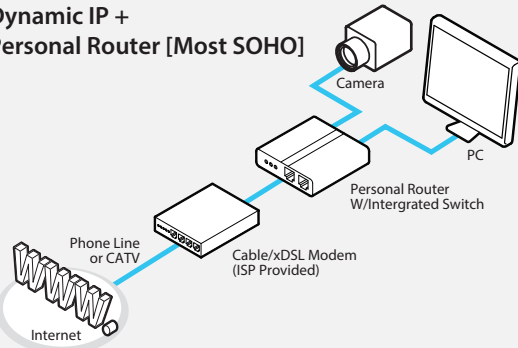 Dynamic IP +
Personal Router [Most SOHO]
Camera
PC
Personal Router
W/Intergrated Switch
Phone Line
or CATV
Cable/xDSL Modem
(ISP Provided)
WWW.
Internet